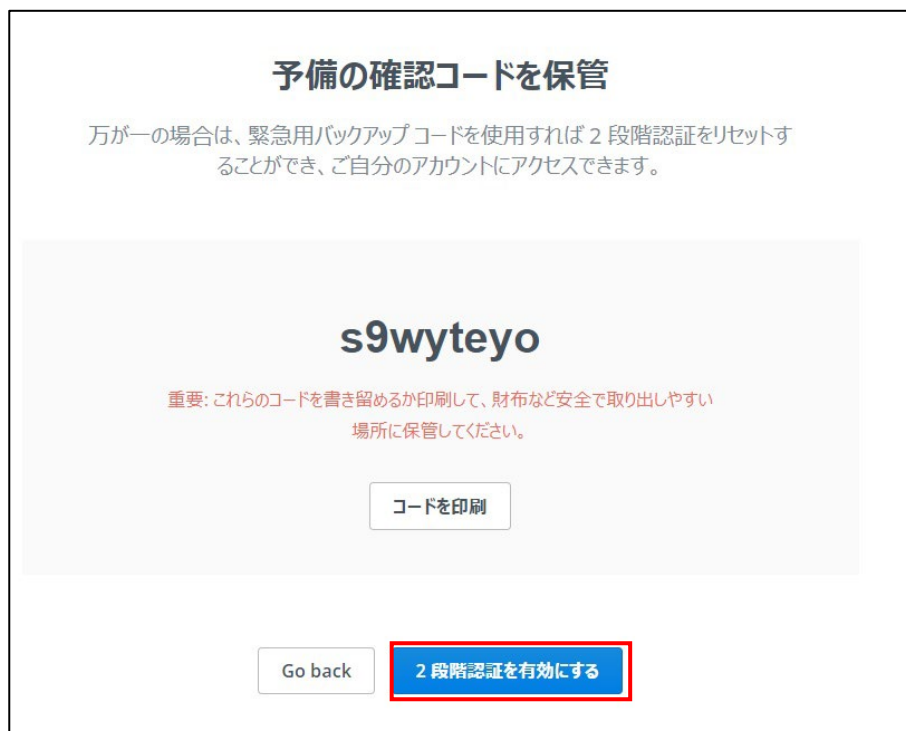 予備の確認コードを保管
万が一の場合は、緊急用バックアップ コードを使用すれば 2 段階認証をリセットす
ることができ、ご自分のアカウントにアクセスできます。
s9wyteyo
重要: これらのコードを書き留めるか印刷して、財布など安全で取り出しやすい
場所に保管してください。
コードを印刷
Go back
2 段階認証を有効にする